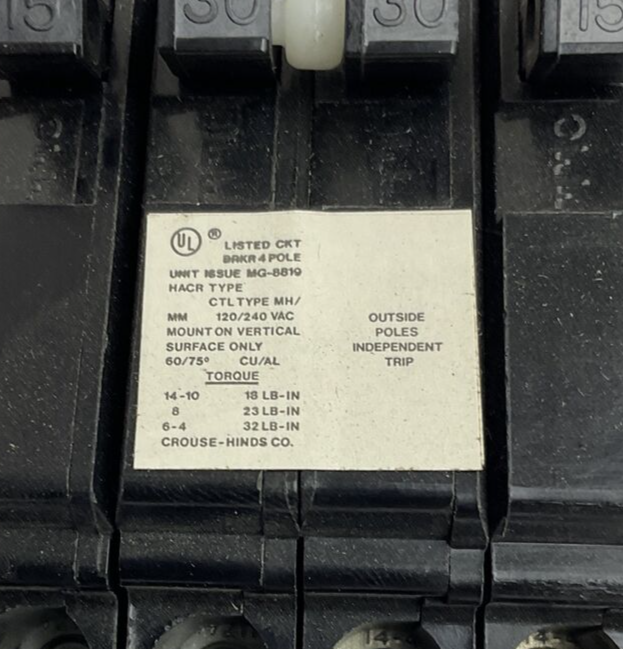 15 30 30 15
UL ® LISTED CKT
BRKR 4 POLE
UNIT ISSUE MG-8819
HACR TYPE
CTL TYPE MH/
MM 120/240 VAC
MOUNT ON VERTICAL
SURFACE ONLY
60/75° CU/AL
TORQUE
14-10 18 LB-IN
8 23 LB-IN
6-4 32 LB-IN
CROUSE-HINDS CO.
OUTSIDE
POLES
INDEPENDENT
TRIP